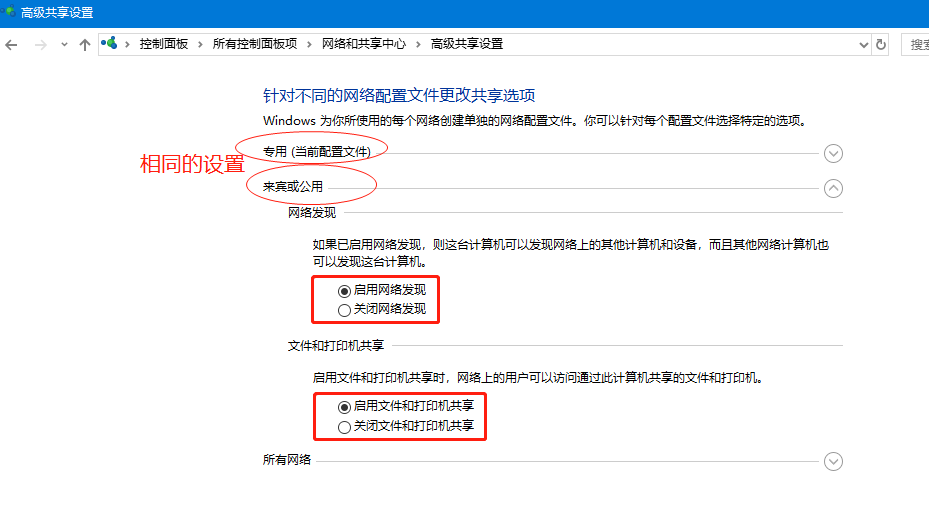 高级共享设置
控制面板 > 所有控制面板项 > 网络和共享中心 > 高级共享设置
搜索
针对不同的网络配置文件更改共享选项
Windows 为你所使用的每个网络创建单独的网络配置文件。你可以针对每个配置文件选择特定的选项。
专用 (当前配置文件)
相同的设置
来宾或公用
网络发现
如果已启用网络发现，则这台计算机可以发现网络上的其他计算机和设备，而且其他网络计算机也
可以发现这台计算机。
启用网络发现
关闭网络发现
文件和打印机共享
启用文件和打印机共享时，网络上的用户可以访问通过此计算机共享的文件和打印机。
启用文件和打印机共享
关闭文件和打印机共享
所有网络